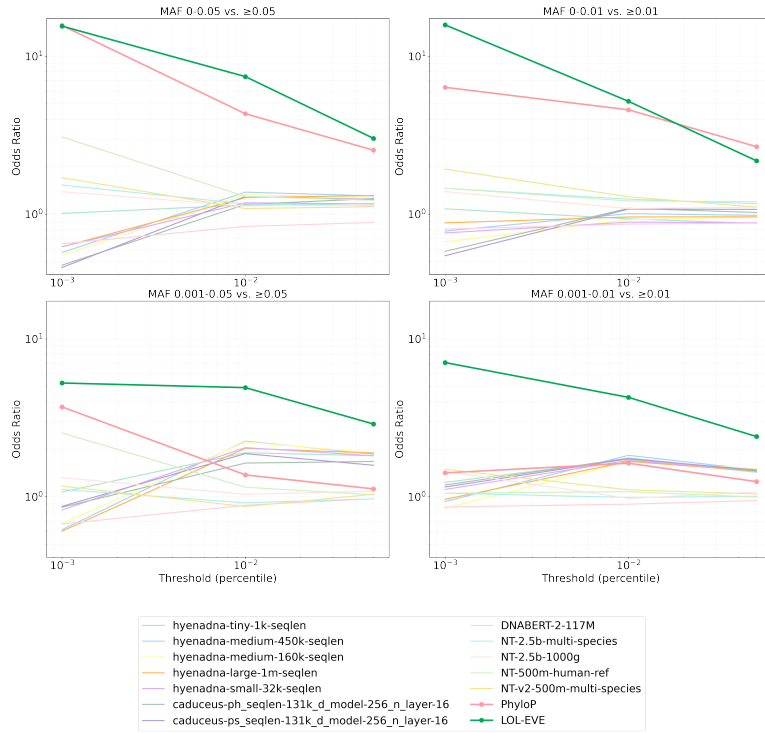 MAF 0-0.05 vs. ≥0.05
MAF 0-0.01 vs. ≥0.01
Odds Ratio
10¹
10⁰
10⁻³
10⁻²
Odds Ratio
10¹
10⁰
10⁻³
10⁻²
MAF 0.001-0.05 vs. ≥0.05
MAF 0.001-0.01 vs. ≥0.01
Odds Ratio
10¹
10⁰
10⁻³
10⁻²
Threshold (percentile)
Odds Ratio
10¹
10⁰
10⁻³
10⁻²
Threshold (percentile)
hyenadna-tiny-1k-seqlen
hyenadna-medium-450k-seqlen
hyenadna-medium-160k-seqlen
hyenadna-large-1m-seqlen
hyenadna-small-32k-seqlen
caduceus-ph_seqlen-131k_d_model-256_n_layer-16
caduceus-ps_seqlen-131k_d_model-256_n_layer-16
DNABERT-2-117M
NT-2.5b-multi-species
NT-2.5b-1000g
NT-500m-human-ref
NT-v2-500m-multi-species
PhyloP
LOL-EVE